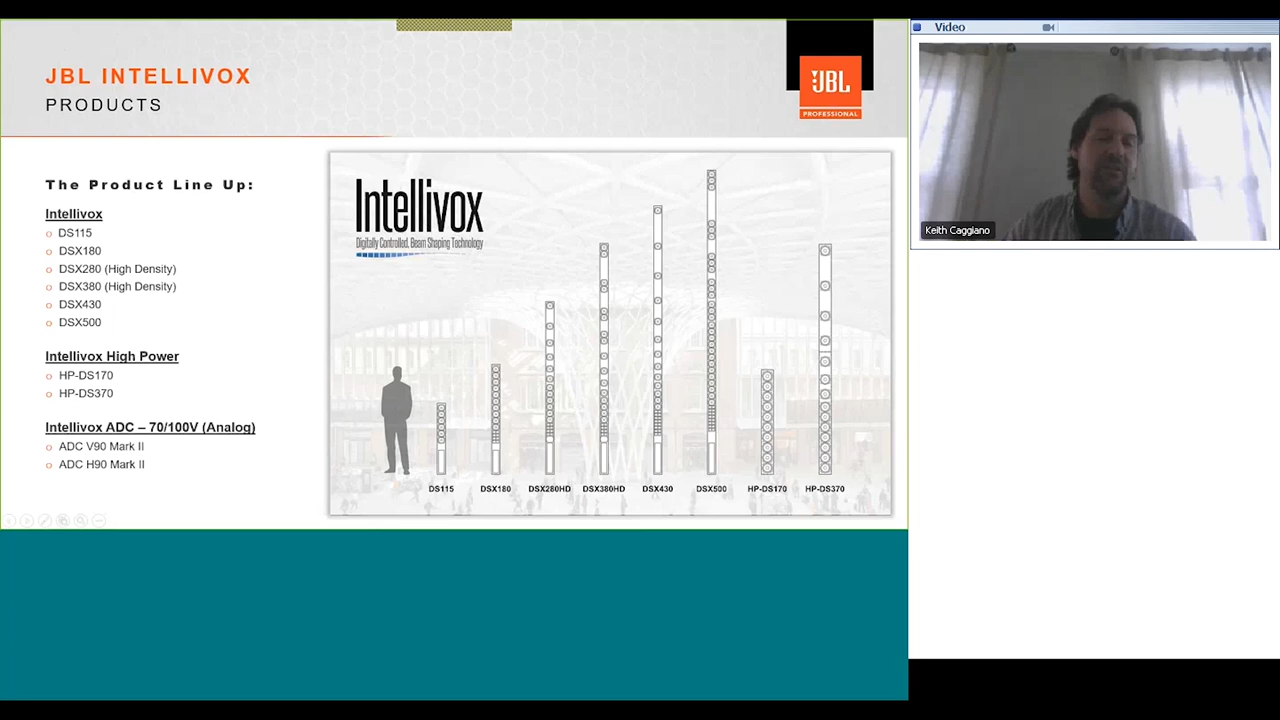 JBL INTELLIVOX
PRODUCTS
JBL
PROFESSIONAL
The Product Line Up:
Intellivox
DS115
DSX180
DSX280 (High Density)
DSX380 (High Density)
DSX430
DSX500
Intellivox High Power
HP-DS170
HP-DS370
Intellivox ADC – 70/100V (Analog)
ADC V90 Mark II
ADC H90 Mark II
Intellivox
Digitally Controlled, Beam Shaping Technology
DS115 DSX180 DSX280HD DSX380HD DSX430 DSX500 HP-DS170 HP-DS370
Video
Keith Caggiano